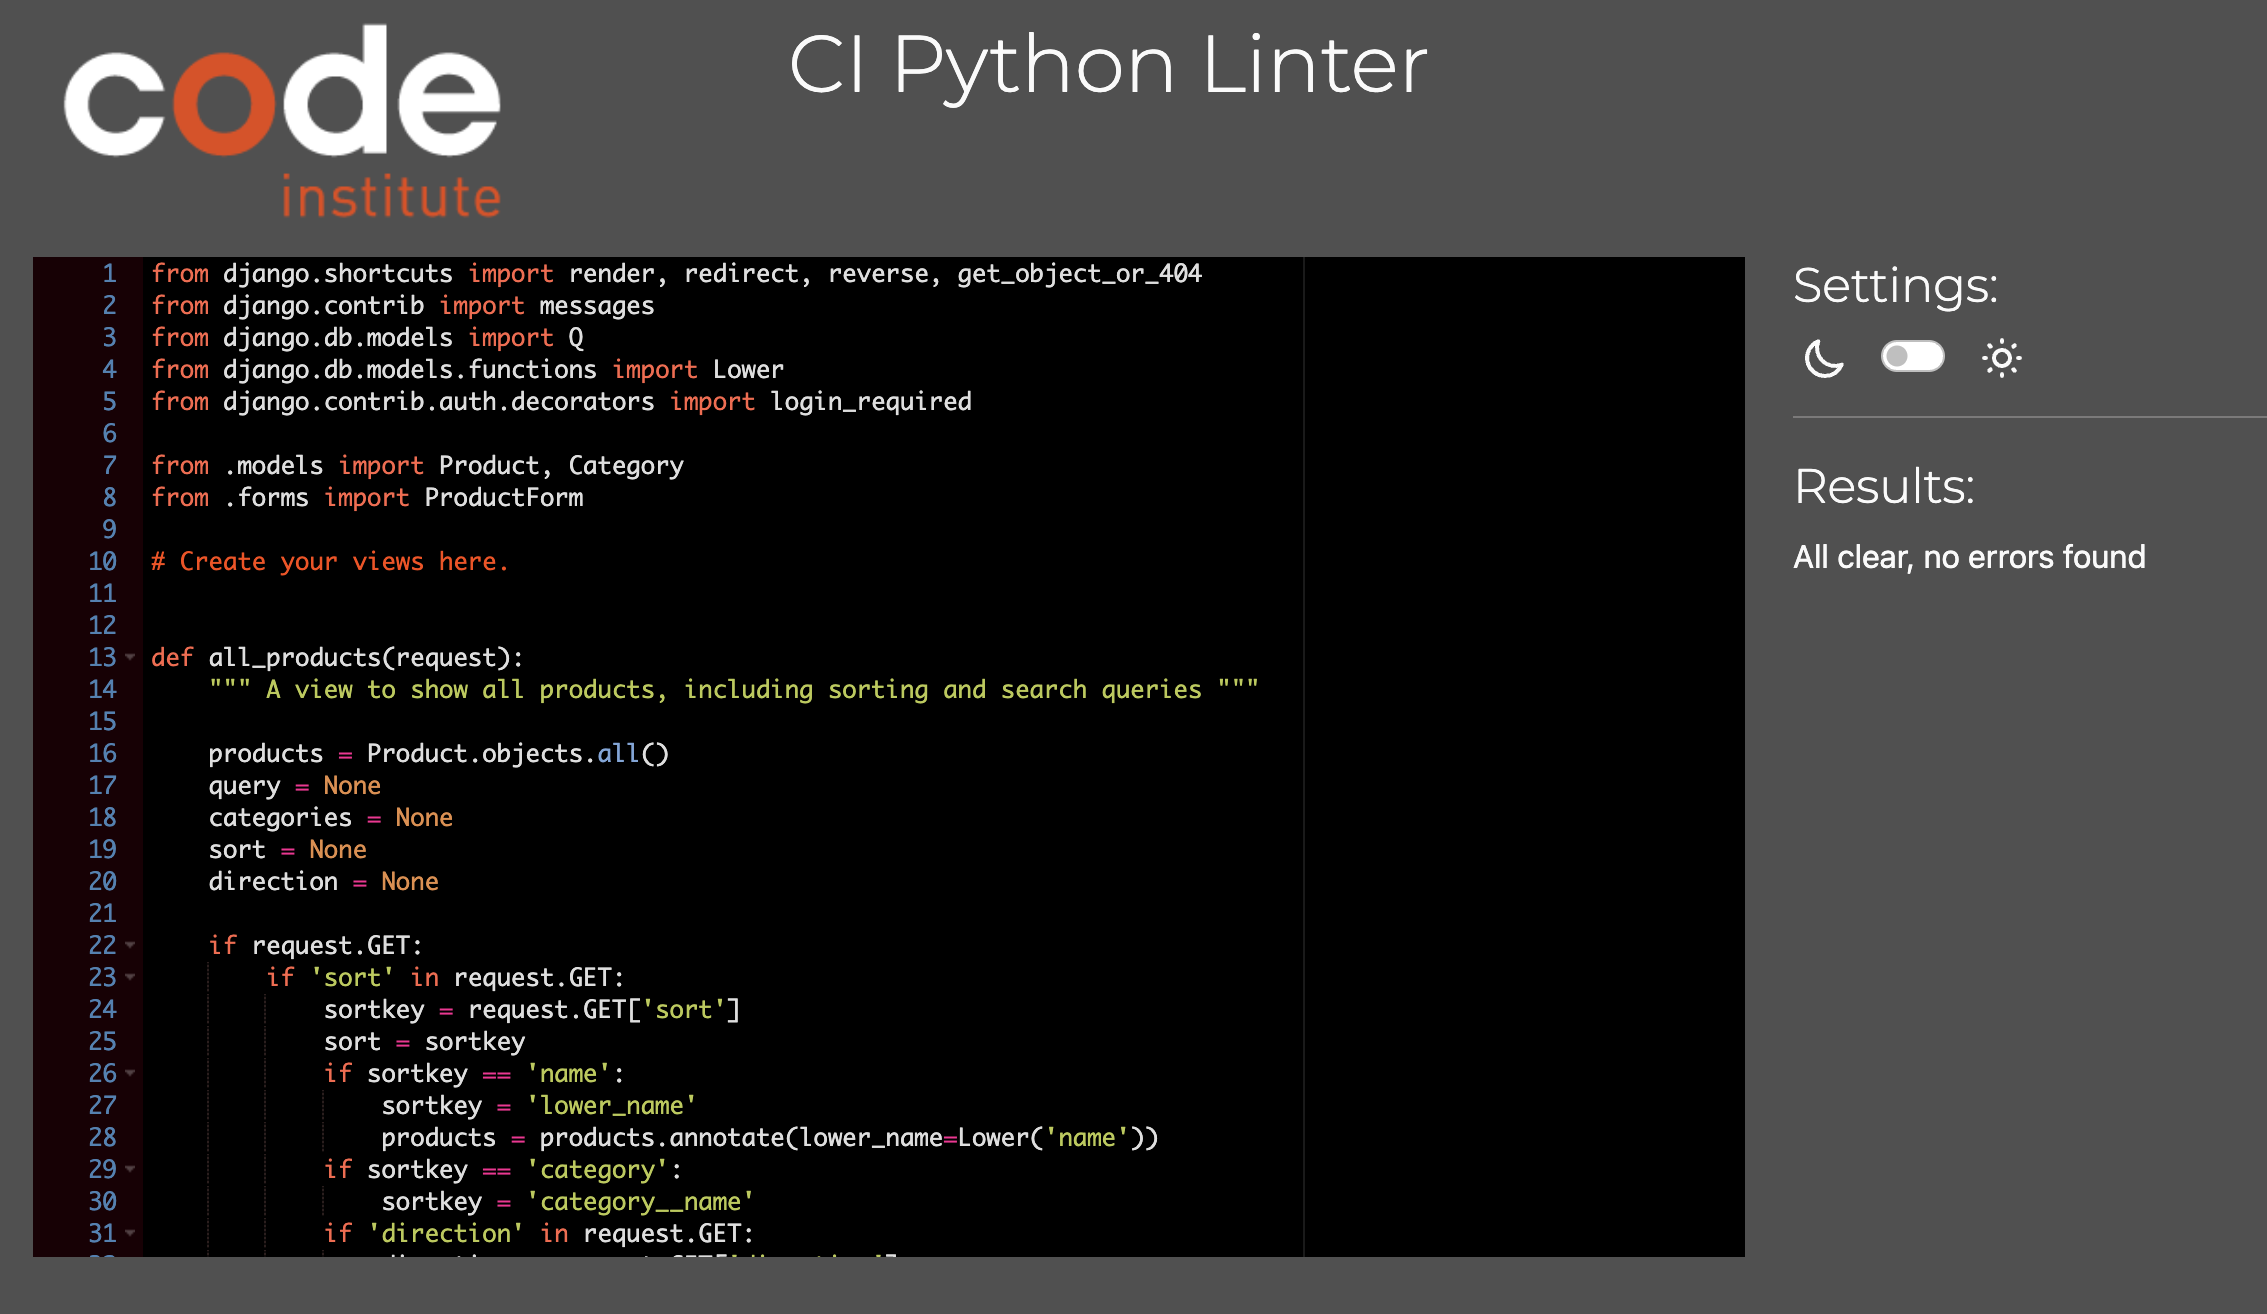 code
institute
CI Python Linter
1 from django.shortcuts import render, redirect, reverse, get_object_or_404
2 from django.contrib import messages
3 from django.db.models import Q
4 from django.db.models.functions import Lower
5 from django.contrib.auth.decorators import login_required
6
7 from .models import Product, Category
8 from .forms import ProductForm
9
10 # Create your views here.
11
12
13 def all_products(request):
14     """ A view to show all products, including sorting and search queries """
15
16     products = Product.objects.all()
17     query = None
18     categories = None
19     sort = None
20     direction = None
21
22     if request.GET:
23         if 'sort' in request.GET:
24             sortkey = request.GET['sort']
25             sort = sortkey
26             if sortkey == 'name':
27                 sortkey = 'lower_name'
28                 products = products.annotate(lower_name=Lower('name'))
29             if sortkey == 'category':
30                 sortkey = 'category__name'
31             if 'direction' in request.GET:
Settings:
Results:
All clear, no errors found